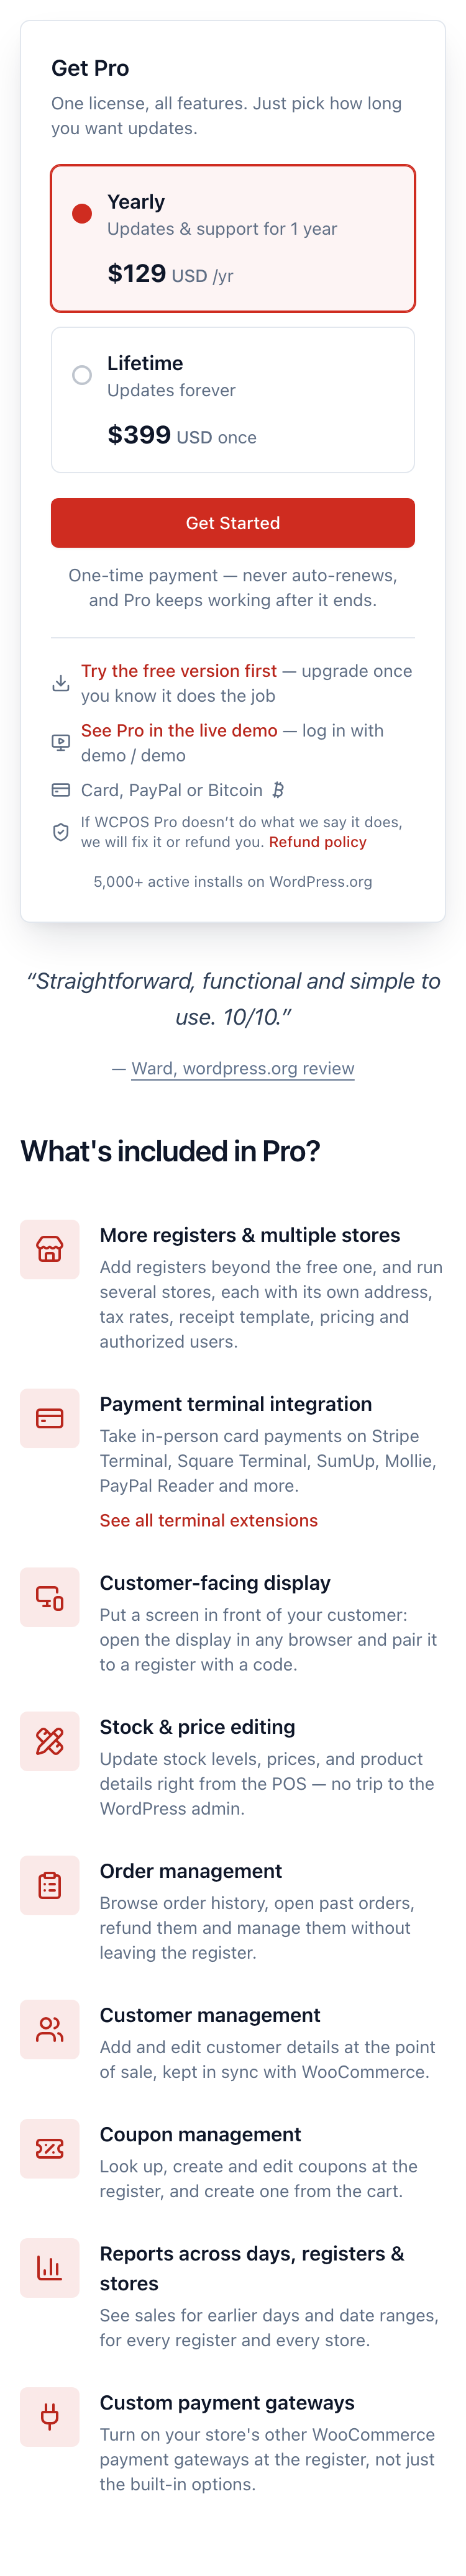 Get Pro
One license, all features. Just pick how long
you want updates.
Yearly
Updates & support for 1 year
$129 USD /yr
Lifetime
Updates forever
$399 USD once
Get Started
One-time payment — never auto-renews,
and Pro keeps working after it ends.
Try the free version first — upgrade once
you know it does the job
See Pro in the live demo — log in with
demo / demo
Card, PayPal or Bitcoin ₿
If WCPOS Pro doesn’t do what we say it does,
we will fix it or refund you. Refund policy
5,000+ active installs on WordPress.org
“Straightforward, functional and simple to
use. 10/10.”
— Ward, wordpress.org review
What's included in Pro?
More registers & multiple stores
Add registers beyond the free one, and run
several stores, each with its own address,
tax rates, receipt template, pricing and
authorized users.
Payment terminal integration
Take in-person card payments on Stripe
Terminal, Square Terminal, SumUp, Mollie,
PayPal Reader and more.
See all terminal extensions
Customer-facing display
Put a screen in front of your customer:
open the display in any browser and pair it
to a register with a code.
Stock & price editing
Update stock levels, prices, and product
details right from the POS — no trip to the
WordPress admin.
Order management
Browse order history, open past orders,
refund them and manage them without
leaving the register.
Customer management
Add and edit customer details at the point
of sale, kept in sync with WooCommerce.
Coupon management
Look up, create and edit coupons at the
register, and create one from the cart.
Reports across days, registers &
stores
See sales for earlier days and date ranges,
for every register and every store.
Custom payment gateways
Turn on your store's other WooCommerce
payment gateways at the register, not just
the built-in options.